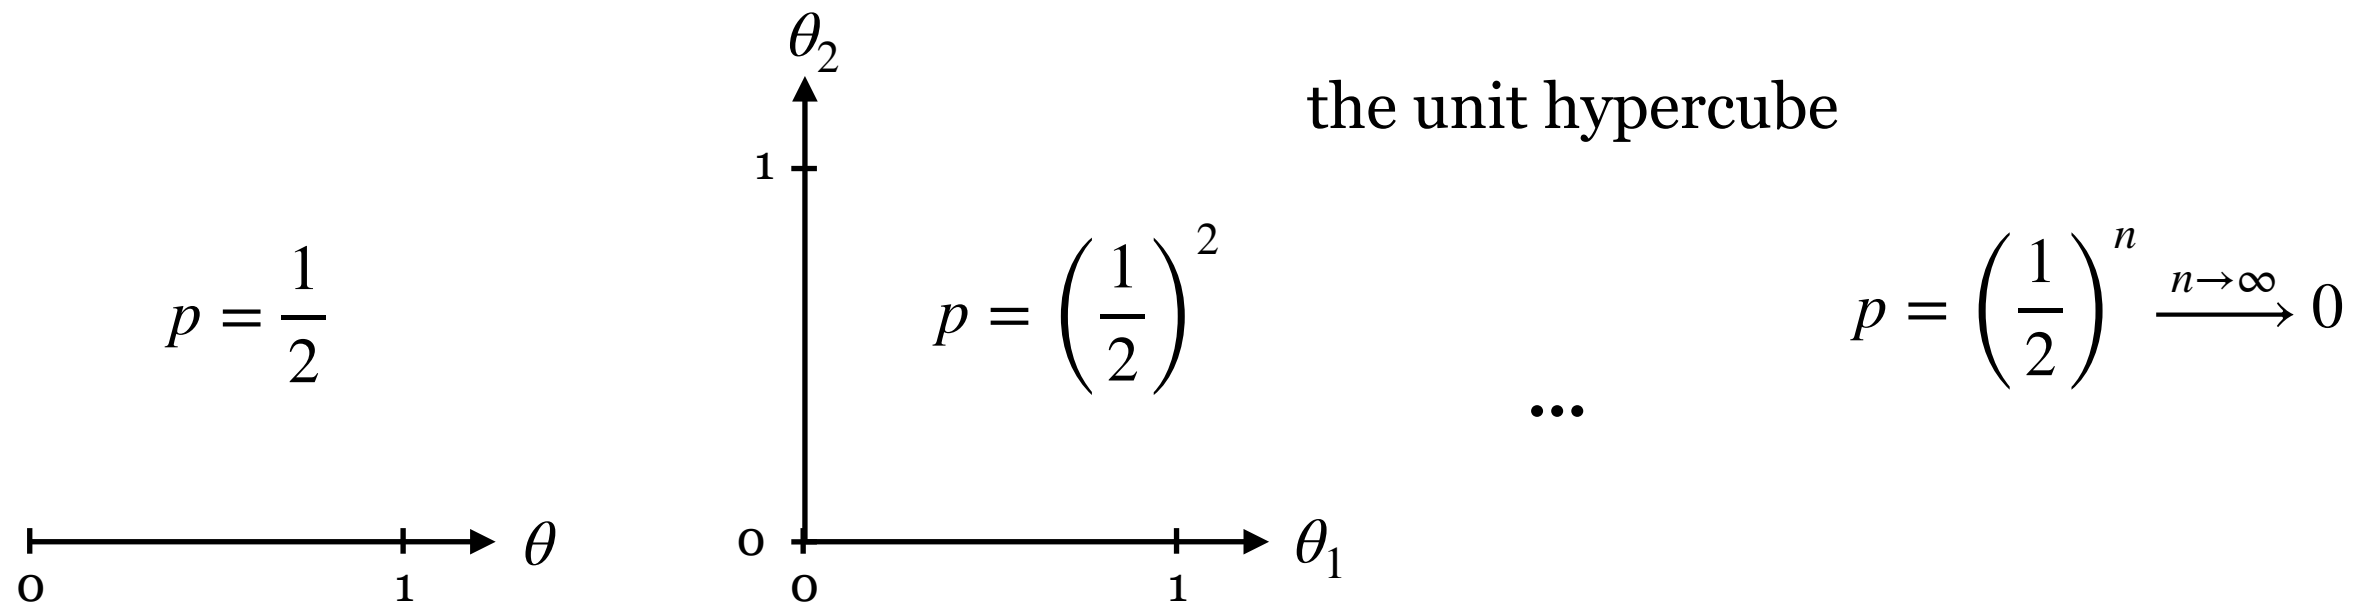 the unit hypercube
p = 1/2
0 1 θ
θ₂
1
0
p = (1/2)²
0 1 θ₁
...
p = (1/2)ⁿ n→∞ 0